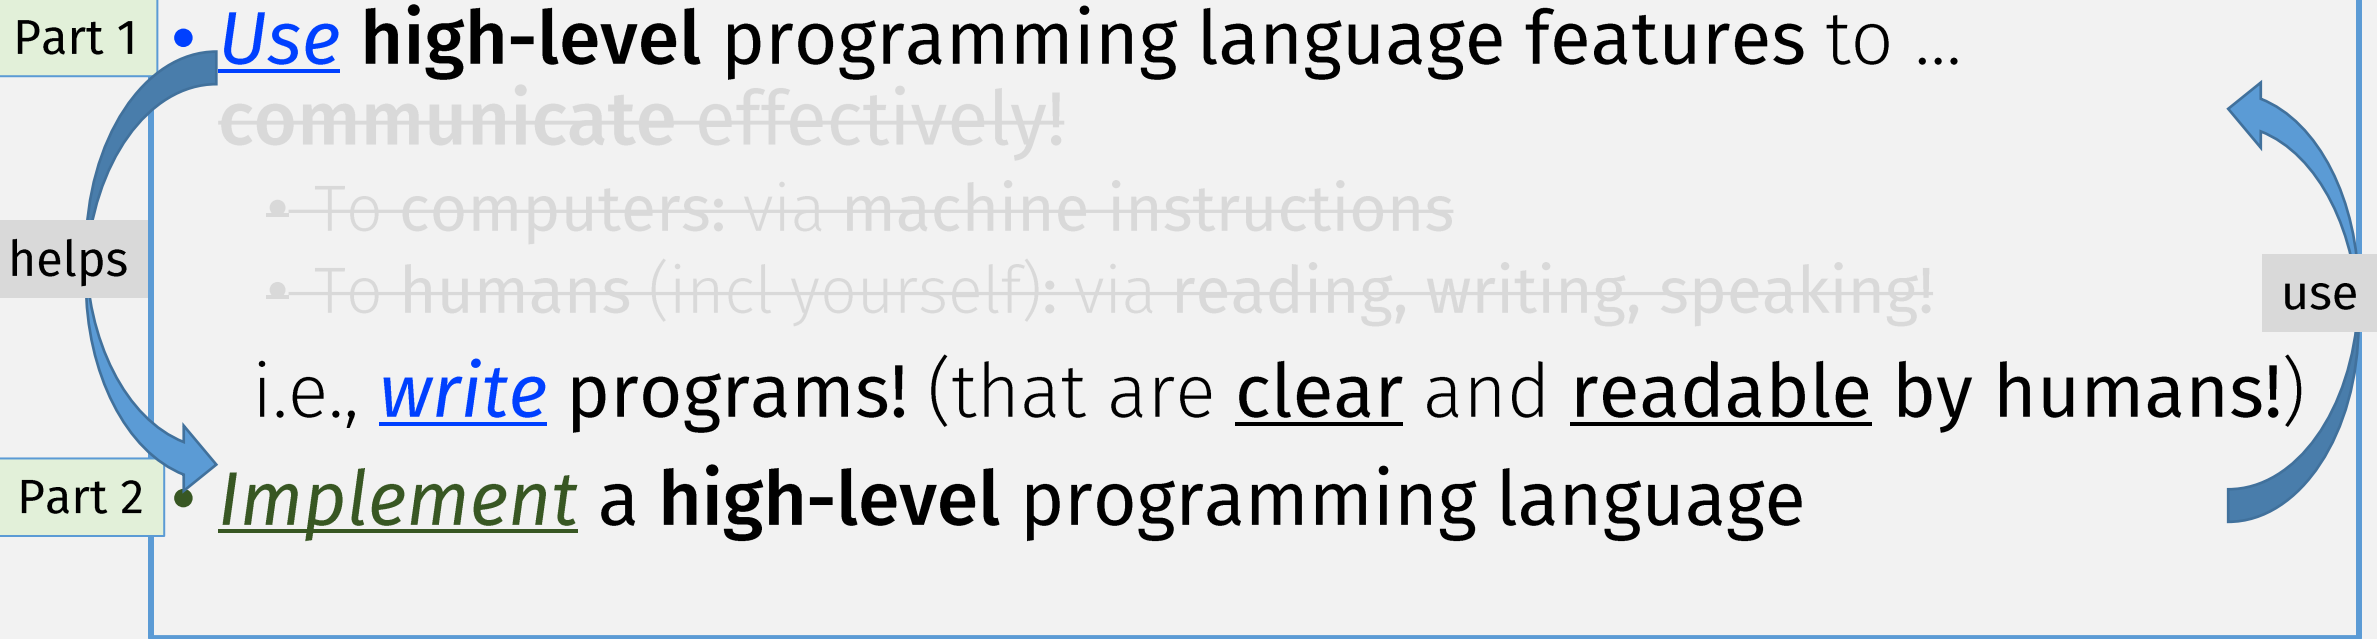 Part 1
• Use high-level programming language features to ...
communicate effectively!
• To computers: via machine instructions
helps
• To humans (incl yourself): via reading, writing, speaking!
use
i.e., write programs! (that are clear and readable by humans!)
Part 2
• Implement a high-level programming language